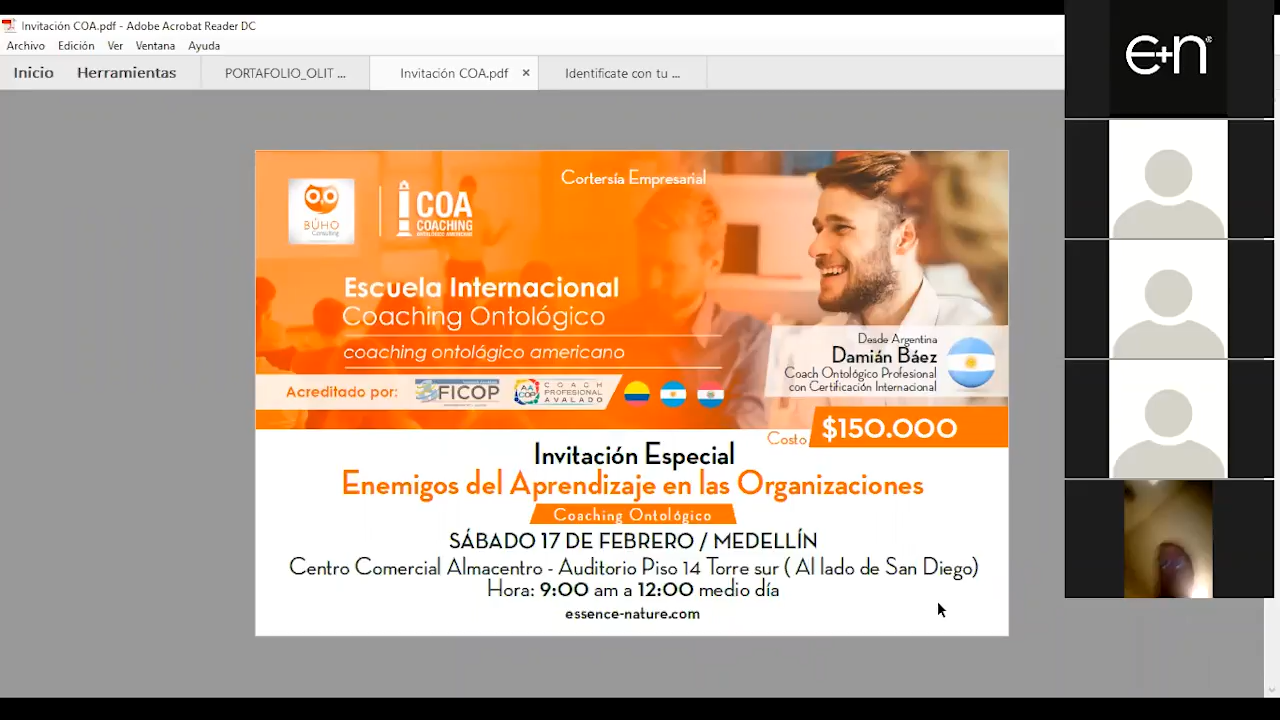 Invitación COA.pdf - Adobe Acrobat Reader DC
Archivo Edición Ver Ventana Ayuda
Inicio Herramientas PORTAFOLIO_OLIT ... Invitación COA.pdf × Identificate con tu ...
e+n
Cortersía Empresarial
BÚHO
Consulting
COA
COACHING
ONTOLÓGICO AMERICANO
Escuela Internacional
Coaching Ontológico
coaching ontológico americano
Desde Argentina
Damián Báez
Coach Ontológico Profesional
con Certificación Internacional
Acreditado por: FICOP
AACOP
COACH
PROFESIONAL
AVALADO
Costo $150.000
Invitación Especial
Enemigos del Aprendizaje en las Organizaciones
Coaching Ontológico
SÁBADO 17 DE FEBRERO / MEDELLÍN
Centro Comercial Almacentro - Auditorio Piso 14 Torre sur ( Al lado de San Diego)
Hora: 9:00 am a 12:00 medio día
essence-nature.com